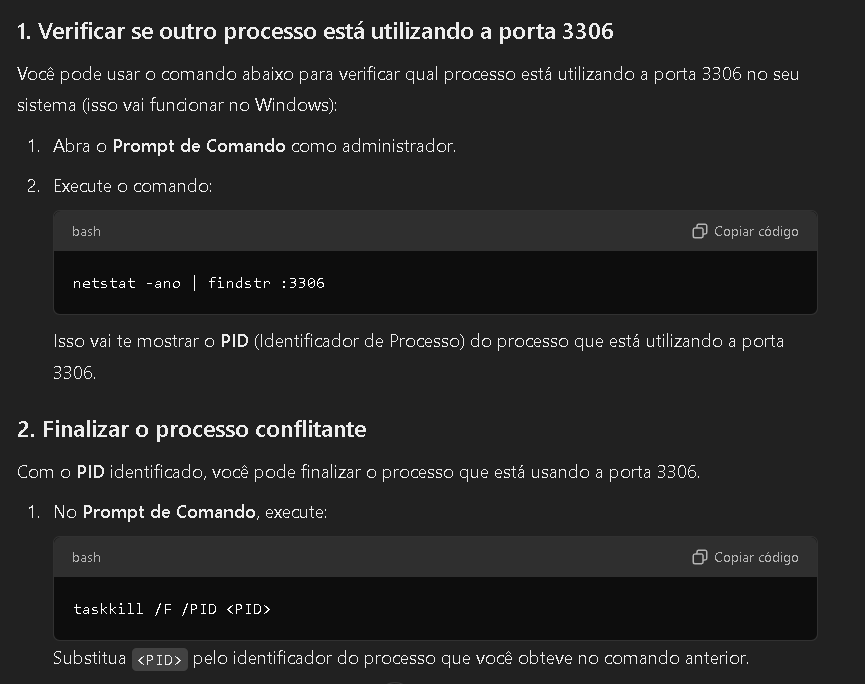 1. Verificar se outro processo está utilizando a porta 3306
Você pode usar o comando abaixo para verificar qual processo está utilizando a porta 3306 no seu
sistema (isso vai funcionar no Windows):
1. Abra o Prompt de Comando como administrador.
2. Execute o comando:
bash Copiar código
netstat -ano | findstr :3306
Isso vai te mostrar o PID (Identificador de Processo) do processo que está utilizando a porta
3306.
2. Finalizar o processo conflitante
Com o PID identificado, você pode finalizar o processo que está usando a porta 3306.
1. No Prompt de Comando, execute:
bash Copiar código
taskkill /F /PID <PID>
Substitua <PID> pelo identificador do processo que você obteve no comando anterior.